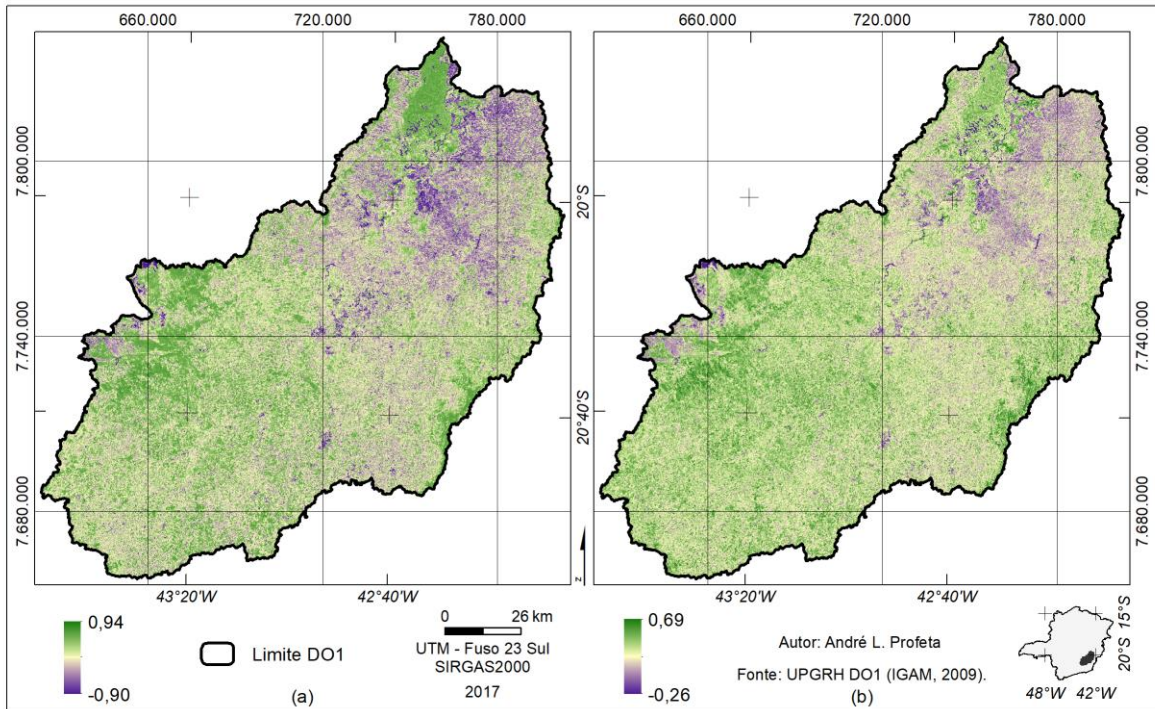 660.000 720.000 780.000
660.000 720.000 780.000
7.800.000
20°S
7.800.000
7.740.000
7.740.000
20°40'S
7.680.000
7.680.000
N
43°20'W 42°40'W
43°20'W 42°40'W
0,94
-0,90
Limite DO1
0 26 km
UTM - Fuso 23 Sul
SIRGAS2000
2017
(a)
0,69
-0,26
Autor: André L. Profeta
Fonte: UPGRH DO1 (IGAM, 2009).
(b)
15°S
20°S
48°W 42°W